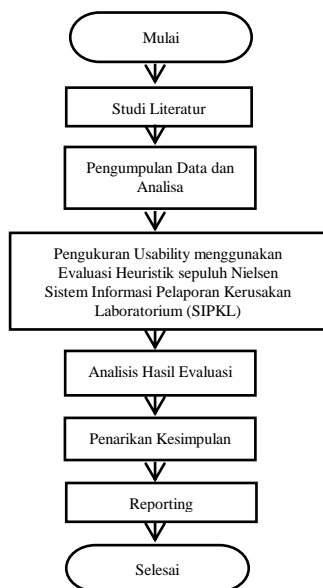 Mulai
Studi Literatur
Pengumpulan Data dan
Analisa
Pengukuran Usability menggunakan
Evaluasi Heuristik sepuluh Nielsen
Sistem Informasi Pelaporan Kerusakan
Laboratorium (SIPKL)
Analisis Hasil Evaluasi
Penarikan Kesimpulan
Reporting
Selesai